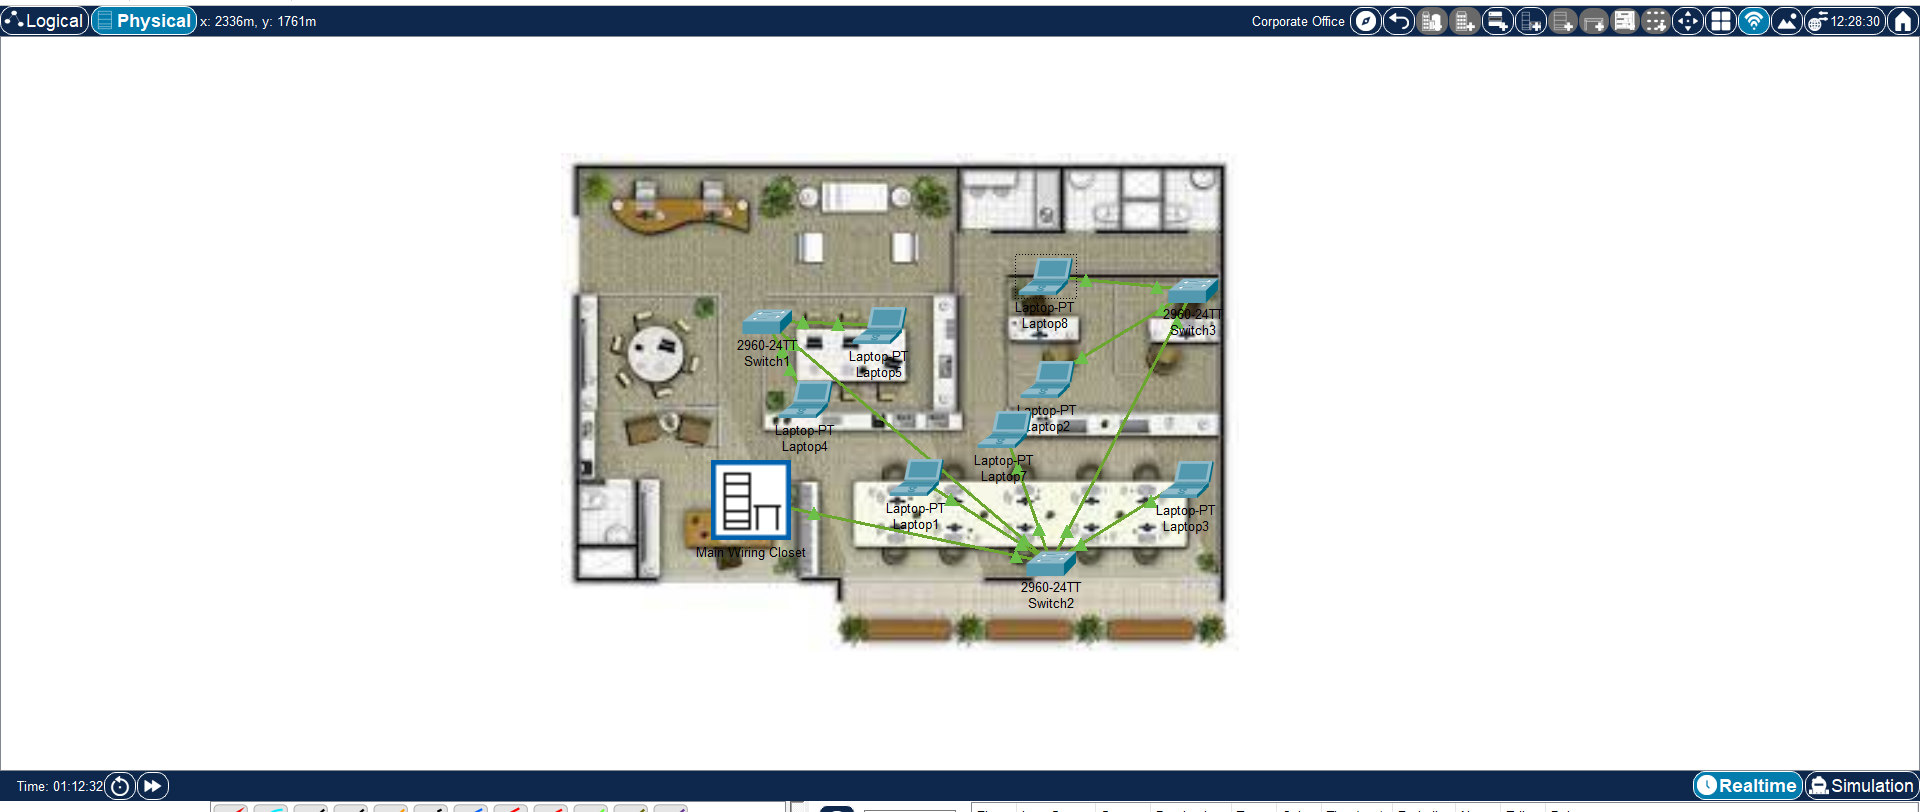 Logical
Physical
x: 2336m, y: 1761m
Corporate Office
12:28:30
Laptop-PT
Laptop8
2960-24TT
Switch3
2960-24TT
Switch1
Laptop-PT
Laptop5
Laptop-PT
Laptop2
Laptop-PT
Laptop4
Laptop-PT
Laptop7
Laptop-PT
Laptop1
Laptop-PT
Laptop3
Main Wiring Closet
2960-24TT
Switch2
Time: 01:12:32
Realtime
Simulation